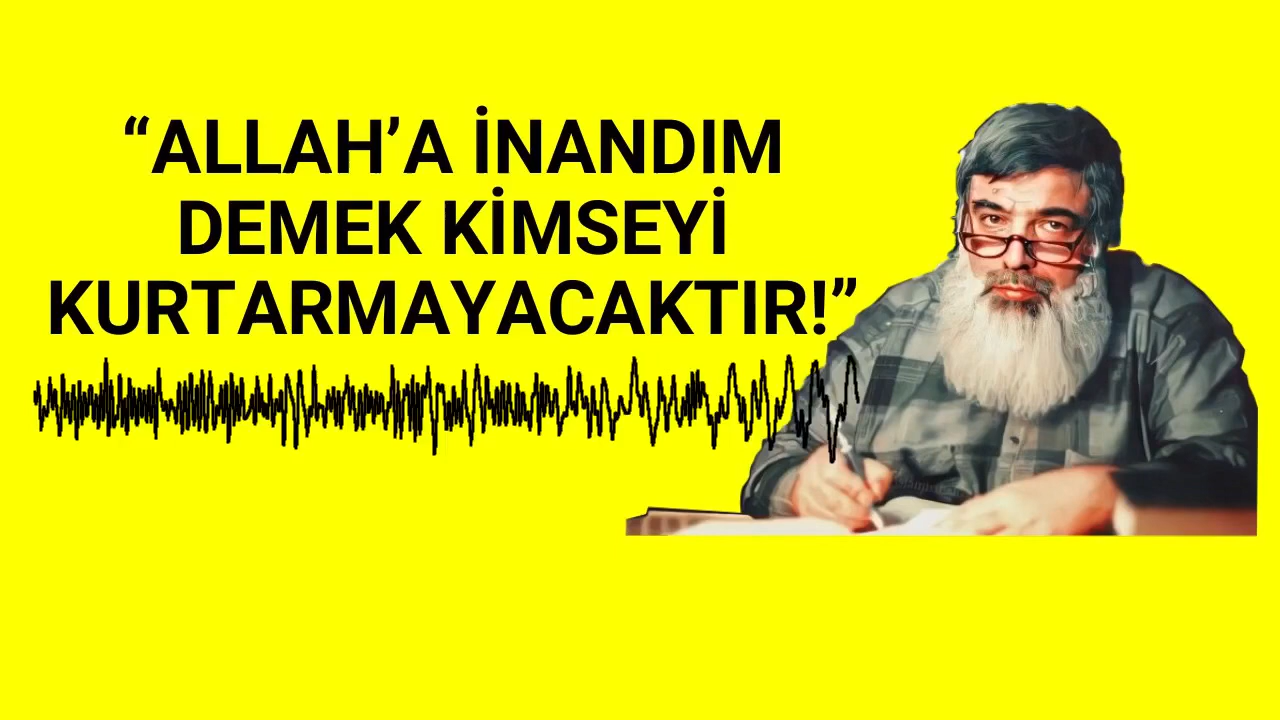 “ALLAH’A İNANDIM
DEMEK KİMSEYİ
KURTARMAYACAKTIR!”